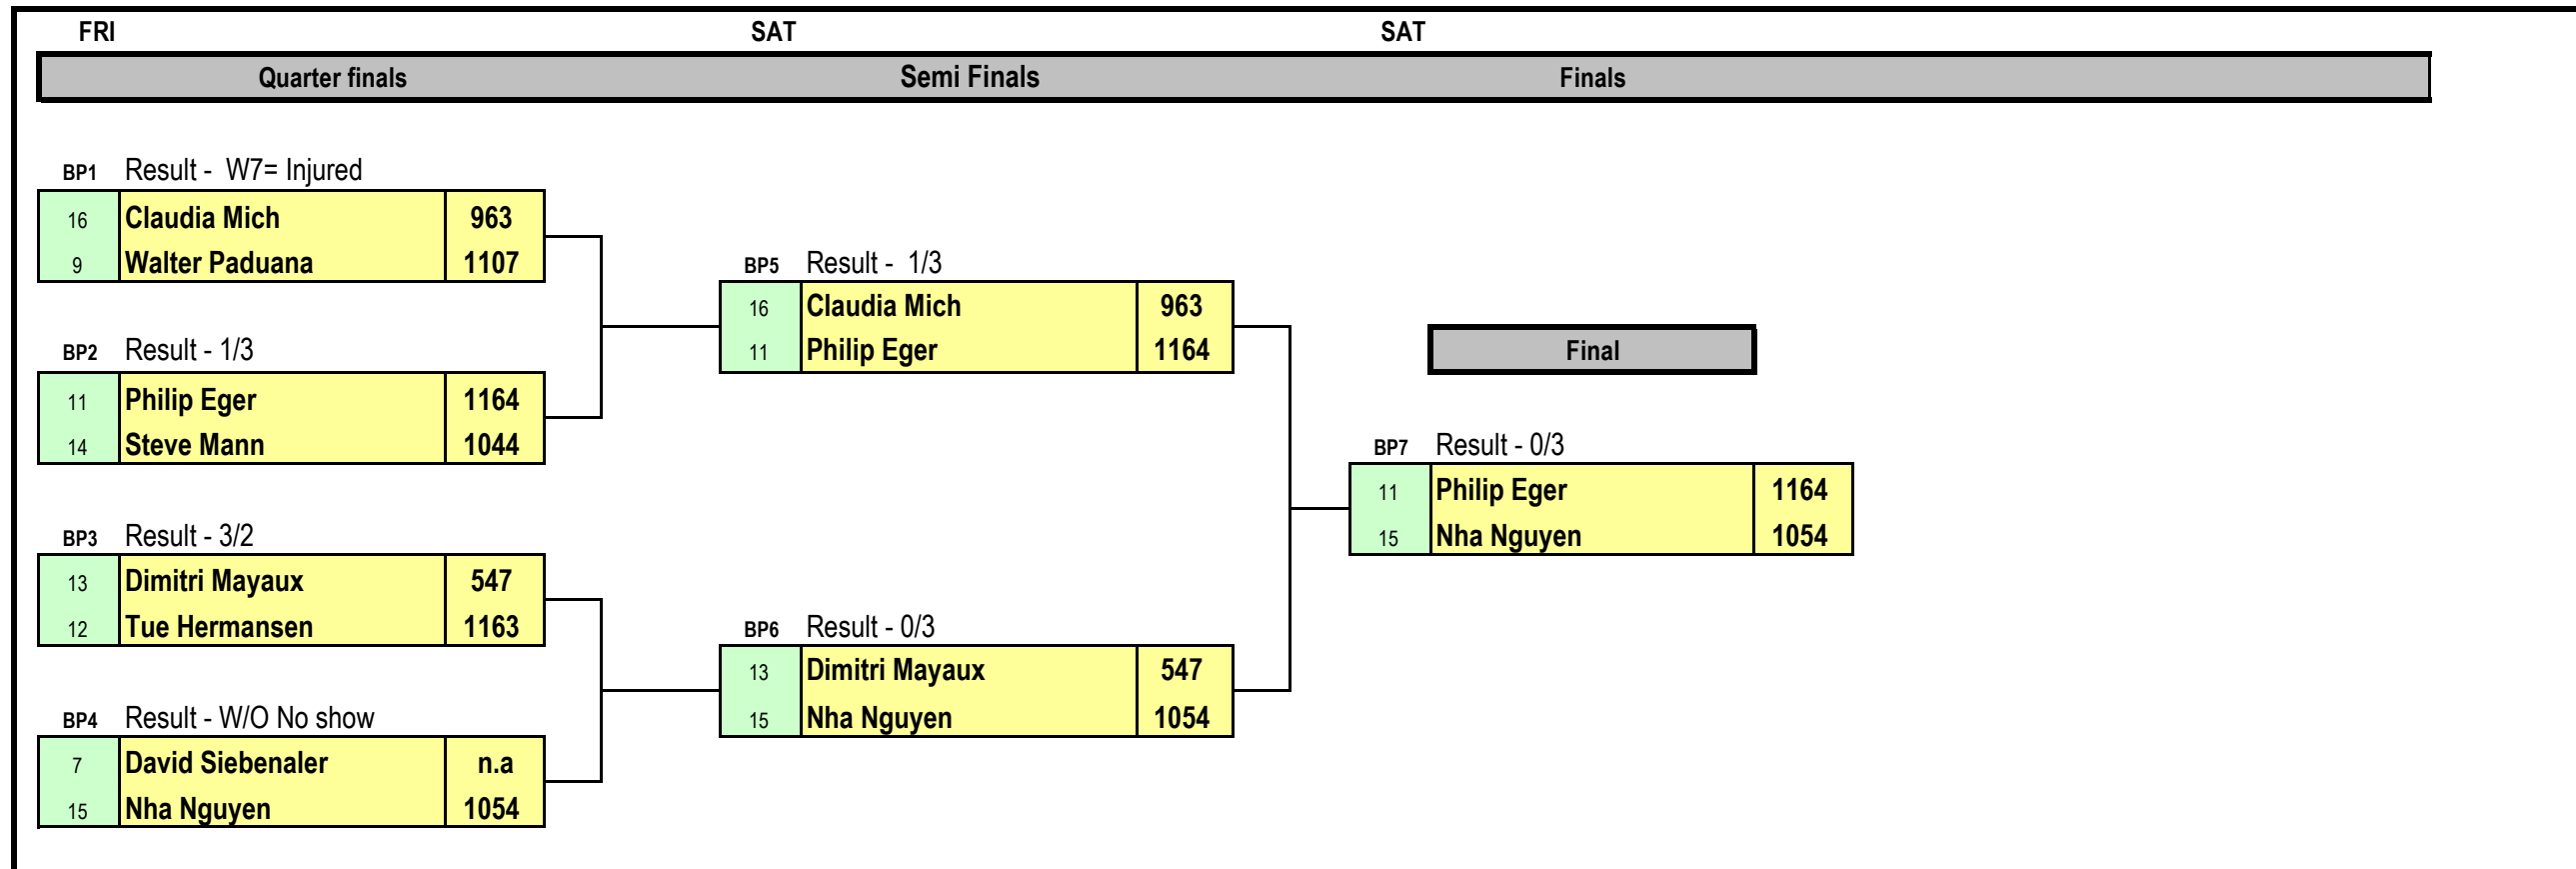 FRI SAT SAT
Quarter finals Semi Finals Finals
BP1 Result - W7= Injured
16 Claudia Mich 963
9 Walter Paduana 1107
BP2 Result - 1/3
11 Philip Eger 1164
14 Steve Mann 1044
BP3 Result - 3/2
13 Dimitri Mayaux 547
12 Tue Hermansen 1163
BP4 Result - W/O No show
7 David Siebenaler n.a
15 Nha Nguyen 1054
BP5 Result - 1/3
16 Claudia Mich 963
11 Philip Eger 1164
BP6 Result - 0/3
13 Dimitri Mayaux 547
15 Nha Nguyen 1054
Final
BP7 Result - 0/3
11 Philip Eger 1164
15 Nha Nguyen 1054